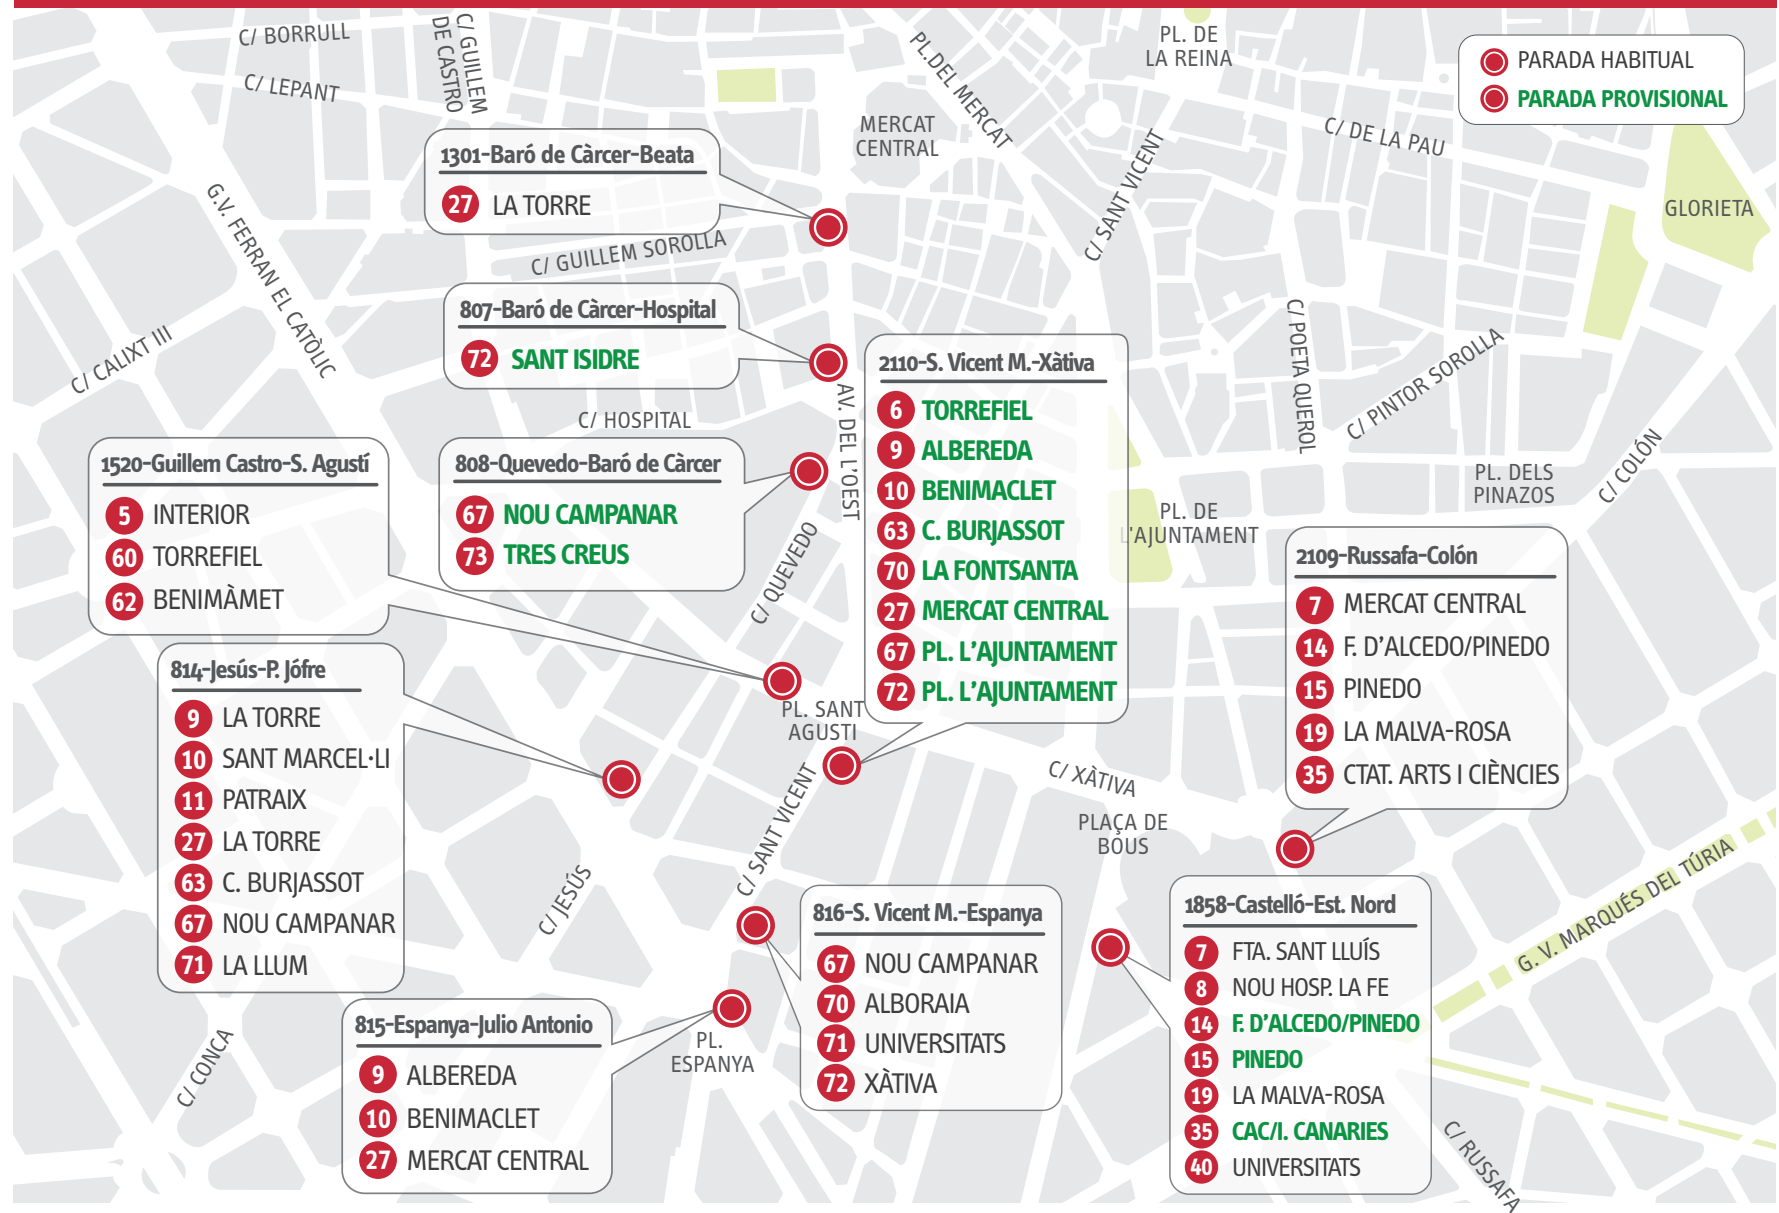 C/ BORRULL
C/ LEPANT
C/ GUILLEM
DE CASTRO
PL.DEL MERCAT
MERCAT
CENTRAL
PL. DE
LA REINA
PARADA HABITUAL
PARADA PROVISIONAL
C/ DE LA PAU
C/ SANT VICENT
GLORIETA
1301-Baró de Càrcer-Beata
27 LA TORRE
G.V. FERRAN EL CATÒLIC
C/ GUILLEM SOROLLA
C/ CALIXT III
807-Baró de Càrcer-Hospital
72 SANT ISIDRE
C/ HOSPITAL
AV. DEL L'OEST
C/ POETA QUEROL
C/ PINTOR SOROLLA
C/ COLÓN
PL. DELS
PINAZOS
PL. DE
L'AJUNTAMENT
2110-S. Vicent M.-Xàtiva
6 TORREFIEL
9 ALBEREDA
10 BENIMACLET
63 C. BURJASSOT
70 LA FONTSANTA
27 MERCAT CENTRAL
67 PL. L'AJUNTAMENT
72 PL. L'AJUNTAMENT
1520-Guillem Castro-S. Agustí
5 INTERIOR
60 TORREFIEL
62 BENIMÀMET
808-Quevedo-Baró de Càrcer
67 NOU CAMPANAR
73 TRES CREUS
C/ QUEVEDO
2109-Russafa-Colón
7 MERCAT CENTRAL
14 F. D'ALCEDO/PINEDO
15 PINEDO
19 LA MALVA-ROSA
35 CTAT. ARTS I CIÈNCIES
814-Jesús-P. Jófre
9 LA TORRE
10 SANT MARCEL·LI
11 PATRAIX
27 LA TORRE
63 C. BURJASSOT
67 NOU CAMPANAR
71 LA LLUM
PL. SANT
AGUSTI
C/ SANT VICENT
C/ XÀTIVA
PLAÇA DE
BOUS
C/ JESÚS
G. V. MARQUÉS DEL TÚRIA
816-S. Vicent M.-Espanya
67 NOU CAMPANAR
70 ALBORAIA
71 UNIVERSITATS
72 XÀTIVA
1858-Castelló-Est. Nord
7 FTA. SANT LLUÍS
8 NOU HOSP. LA FE
14 F. D'ALCEDO/PINEDO
15 PINEDO
19 LA MALVA-ROSA
35 CAC/I. CANARIES
40 UNIVERSITATS
815-Espanya-Julio Antonio
9 ALBEREDA
10 BENIMACLET
27 MERCAT CENTRAL
PL.
ESPANYA
C/ CONCA
C/ RUSSAFA